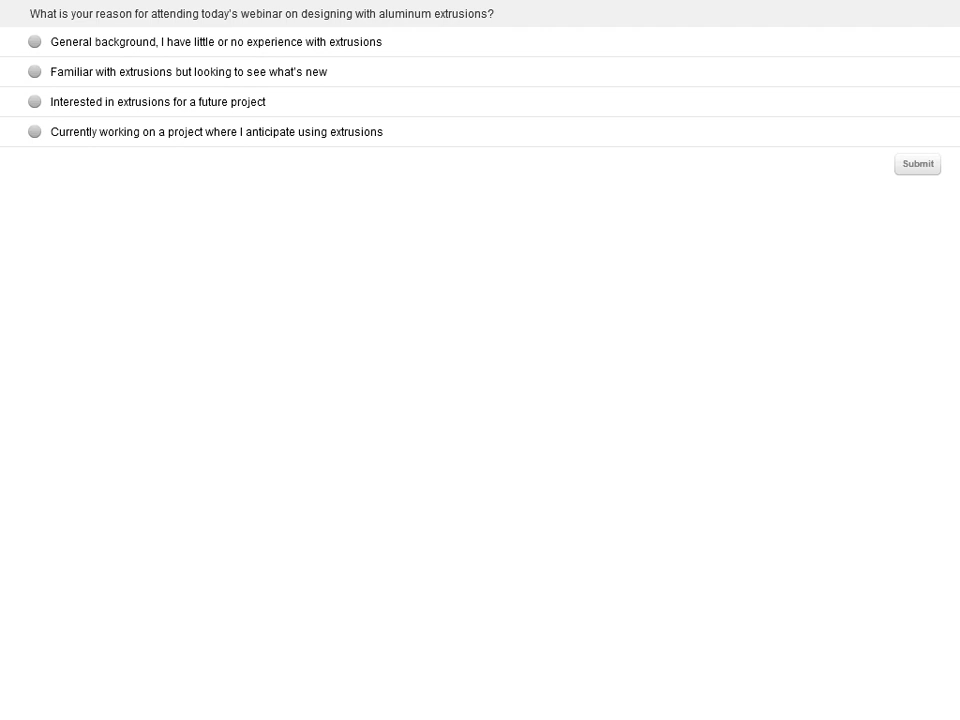 What is your reason for attending today's webinar on designing with aluminum extrusions?
General background, I have little or no experience with extrusions
Familiar with extrusions but looking to see what's new
Interested in extrusions for a future project
Currently working on a project where I anticipate using extrusions
Submit